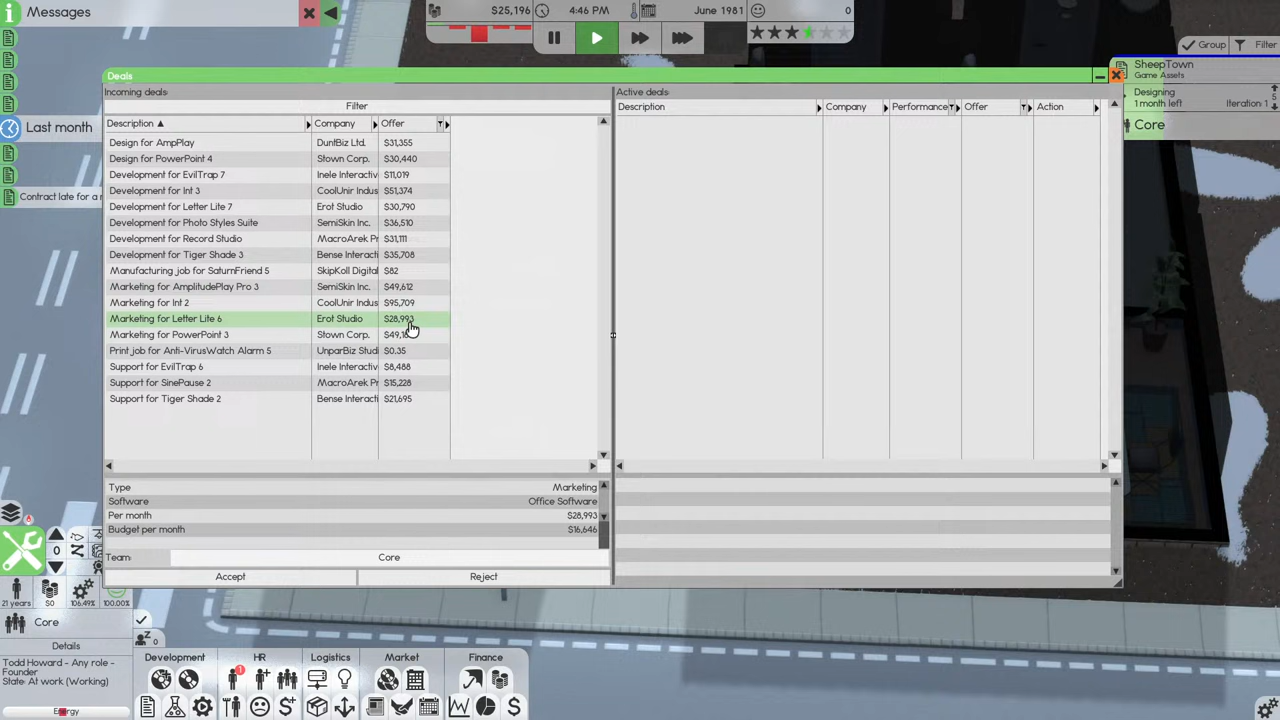 Messages
$25,196
4:46 PM
June 1981
0
Group
Filter
SheepTown
Game Assets
Designing
1 month left
Iteration 1
5
Core
Last month
Contract late for a
Deals
Incoming deals:
Filter
Description
Company
Offer
Design for AmpPlay DuntBiz Ltd. $31,355
Design for PowerPoint 4 Stown Corp. $30,440
Development for EvilTrap 7 Inele Interactiv $11,019
Development for Int 3 CoolUnir Indus $51,374
Development for Letter Lite 7 Erot Studio $30,790
Development for Photo Styles Suite SemiSkin Inc. $36,510
Development for Record Studio MacroArek Pr $31,111
Development for Tiger Shade 3 Bense Interacti $35,708
Manufacturing job for SaturnFriend 5 SkipKoll Digital $82
Marketing for AmplitudePlay Pro 3 SemiSkin Inc. $49,612
Marketing for Int 2 CoolUnir Indus $95,709
Marketing for Letter Lite 6 Erot Studio $28,993
Marketing for PowerPoint 3 Stown Corp.
Print job for Anti-VirusWatch Alarm 5 UnparBiz Studi $0.35
Support for EvilTrap 6 Inele Interactiv $8,488
Support for SinePause 2 MacroArek Pr $15,228
Support for Tiger Shade 2 Bense Interacti $21,695
Type Marketing
Software Office Software
Per month $28,993
Budget per month $16,646
Team: Core
Accept
Reject
Active deals:
Description
Company
Performance
Offer
Action
0
21 years
$0
106.49%
100.00%
Core
Details
Todd Howard - Any role -
Founder
State: At work (Working)
Energy
Z
0
Development
HR
Logistics
Market
Finance
1